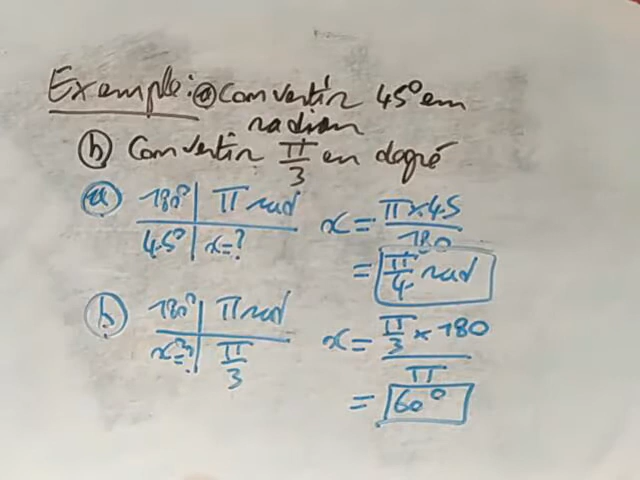 Exemple: ⓐ Convertir 45° en
radian
ⓑ Convertir π/3 en degré
ⓐ 180° | π rad
45° | x=?
x = π×45/180
= π/4 rad
ⓑ 180° | π rad
x=? | π/3
x = π/3 × 180 / π
= 60°